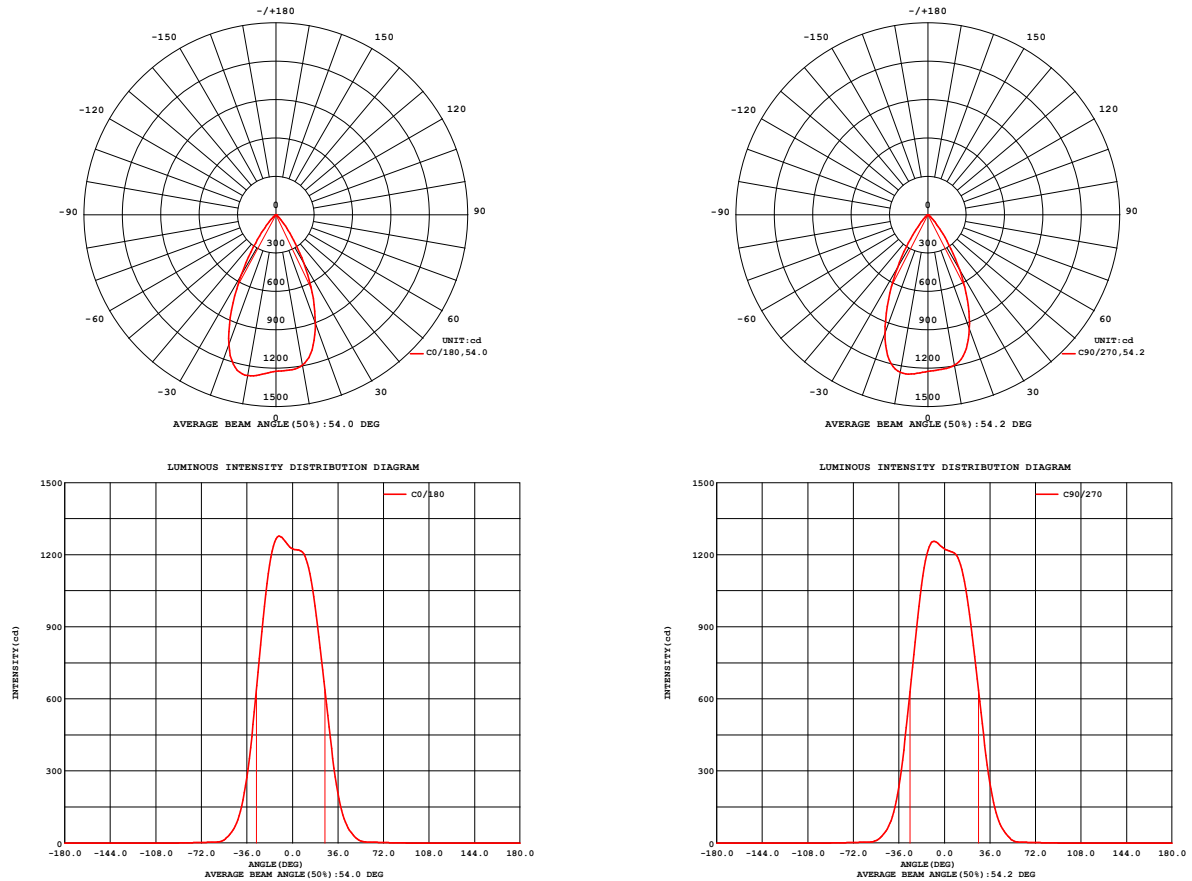 -/+180
-150 150
-120 120
-90 90
-60 60
-30 30
0
0
300
600
900
1200
1500
UNIT:cd
C0/180,54.0
AVERAGE BEAM ANGLE(50%):54.0 DEG
-/+180
-150 150
-120 120
-90 90
-60 60
-30 30
0
0
300
600
900
1200
1500
UNIT:cd
C90/270,54.2
AVERAGE BEAM ANGLE(50%):54.2 DEG
LUMINOUS INTENSITY DISTRIBUTION DIAGRAM
C0/180
INTENSITY(cd)
1500
1200
900
600
300
0
-180.0 -144.0 -108.0 -72.0 -36.0 0.0 36.0 72.0 108.0 144.0 180.0
ANGLE(DEG)
AVERAGE BEAM ANGLE(50%):54.0 DEG
LUMINOUS INTENSITY DISTRIBUTION DIAGRAM
C90/270
INTENSITY(cd)
1500
1200
900
600
300
0
-180.0 -144.0 -108.0 -72.0 -36.0 0.0 36.0 72.0 108.0 144.0 180.0
ANGLE(DEG)
AVERAGE BEAM ANGLE(50%):54.2 DEG